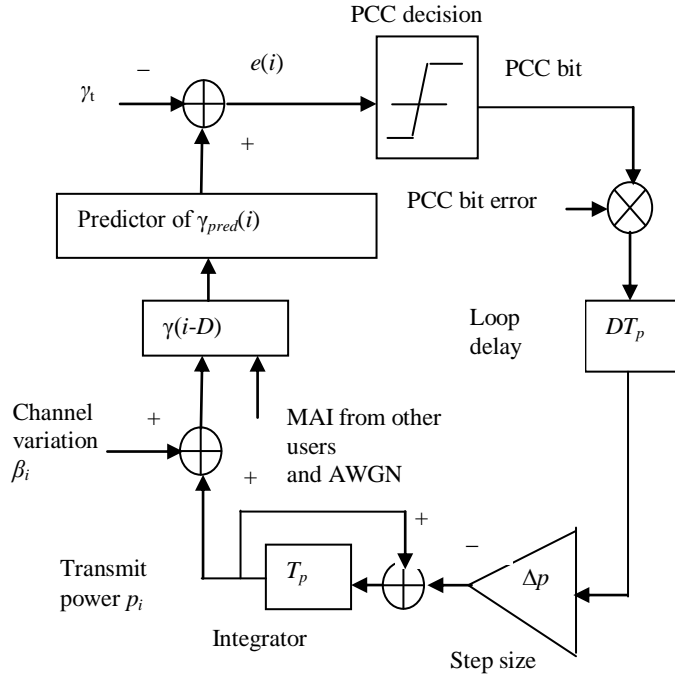 PCC decision
e(i)
PCC bit
−
γt
+
PCC bit error
Predictor of γpred(i)
Loop
delay
DTp
γ(i-D)
Channel
variation
βi
+
MAI from other
users
and AWGN
+
+
−
Transmit
power pi
Tp
Δp
Integrator
Step size